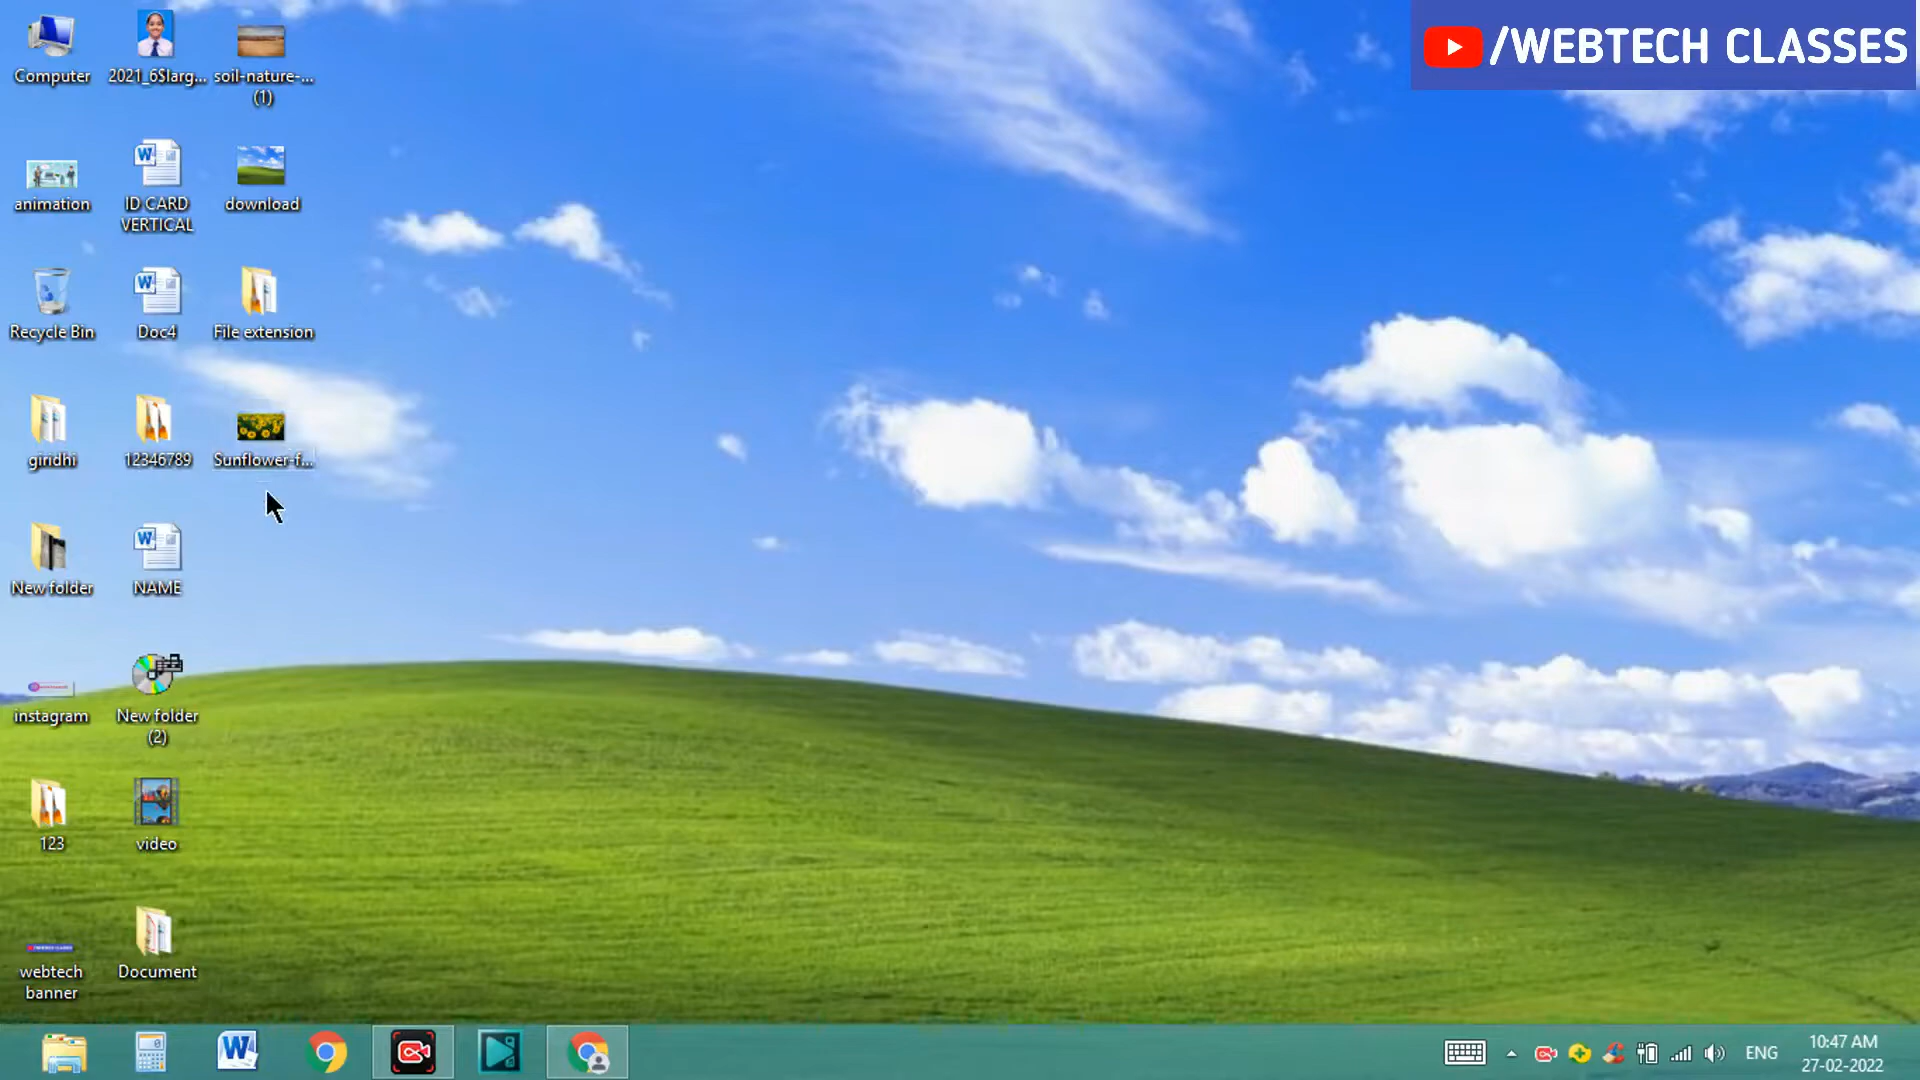 /WEBTECH CLASSES
Computer
2021_6$larg...
soil-nature-...
(1)
animation
ID CARD
VERTICAL
download
Recycle Bin
Doc4
File extension
giridhi
12346789
Sunflower-f...
New folder
NAME
instagram
New folder
(2)
123
video
webtech
banner
Document
ENG
10:47 AM
27-02-2022